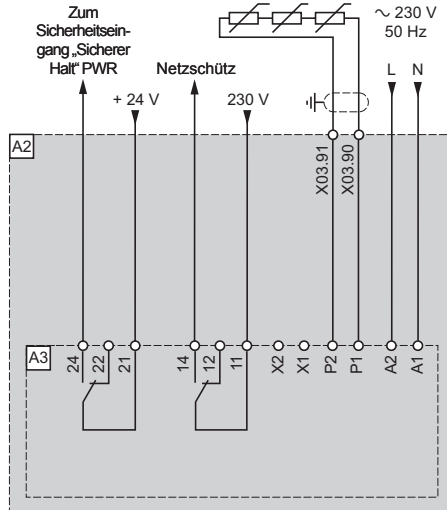 Zum
Sicherheitsein-
gang „Sicherer
Halt“ PWR
Netzschütz
∼ 230 V
50 Hz
+ 24 V
230 V
L
N
A2
X03.91
X03.90
A3
24
22
21
14
12
11
X2
X1
P2
P1
A2
A1